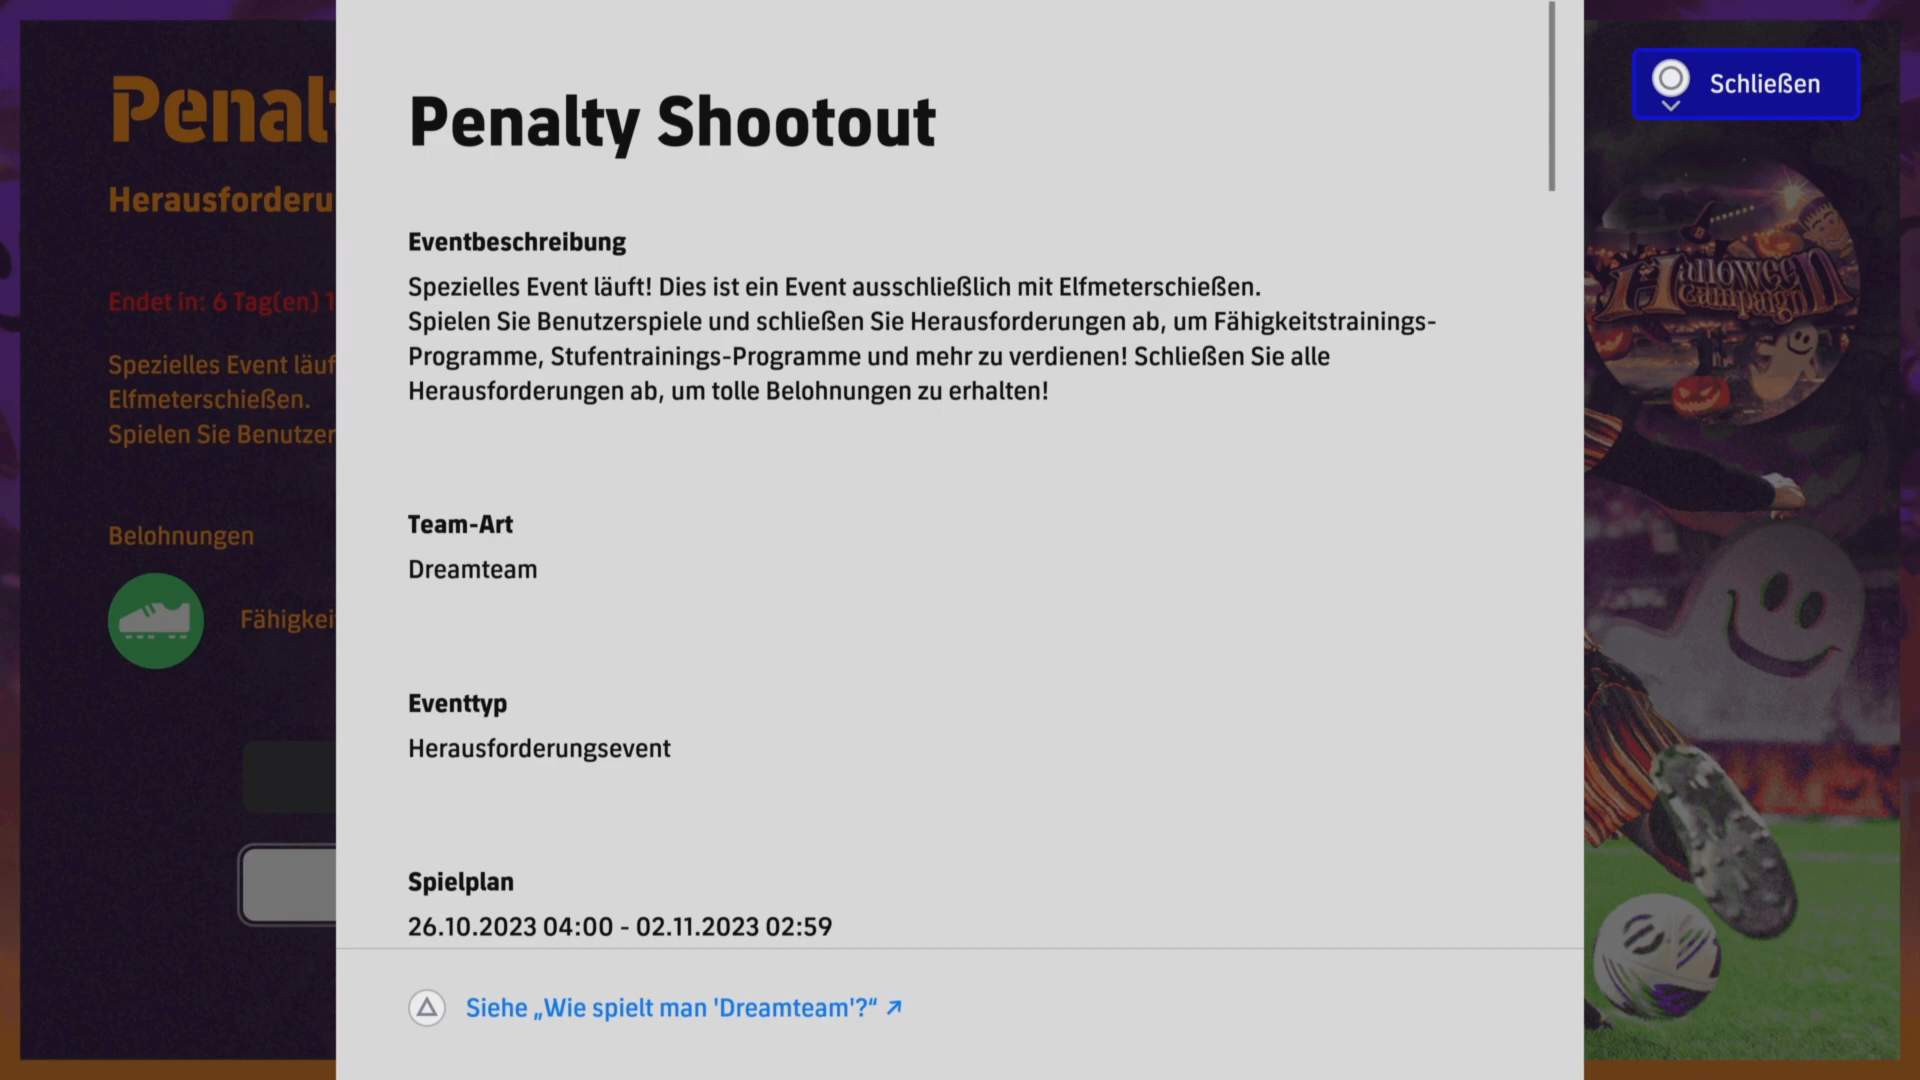 Penalt
Herausforderu
Endet in: 6 Tag(en) 1
Spezielles Event läuf
Elfmeterschießen.
Spielen Sie Benutzer
Belohnungen
Fähigkei
Penalty Shootout
Eventbeschreibung
Spezielles Event läuft! Dies ist ein Event ausschließlich mit Elfmeterschießen.
Spielen Sie Benutzerspiele und schließen Sie Herausforderungen ab, um Fähigkeitstrainings-
Programme, Stufentrainings-Programme und mehr zu verdienen! Schließen Sie alle
Herausforderungen ab, um tolle Belohnungen zu erhalten!
Team-Art
Dreamteam
Eventtyp
Herausforderungsevent
Spielplan
26.10.2023 04:00 - 02.11.2023 02:59
Siehe „Wie spielt man 'Dreamteam'?“ ↗
Schließen
Halloween
Campaign